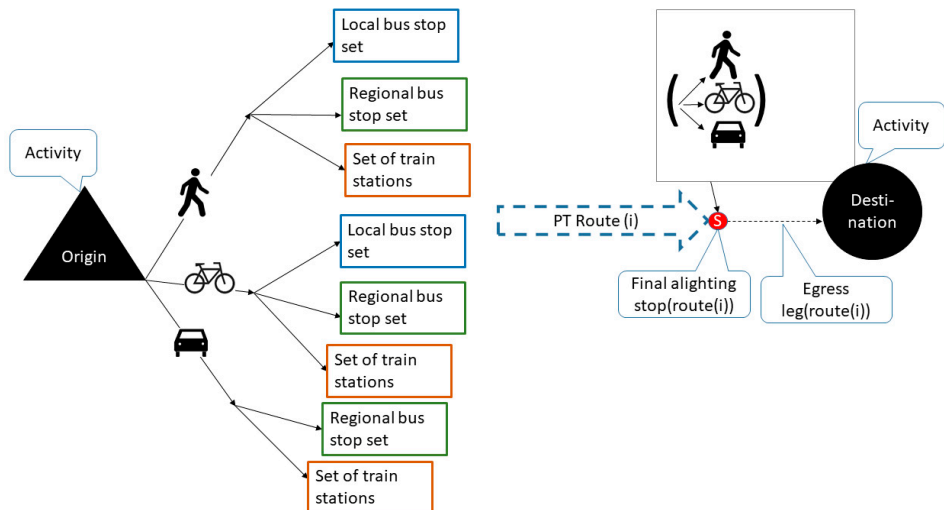 Local bus stop
set
Regional bus
stop set
Activity
Set of train
stations
Origin
Local bus stop
set
Regional bus
stop set
Set of train
stations
Regional bus
stop set
Set of train
stations
Activity
Desti-
nation
PT Route (i)
S
Final alighting
stop(route(i))
Egress
leg(route(i))